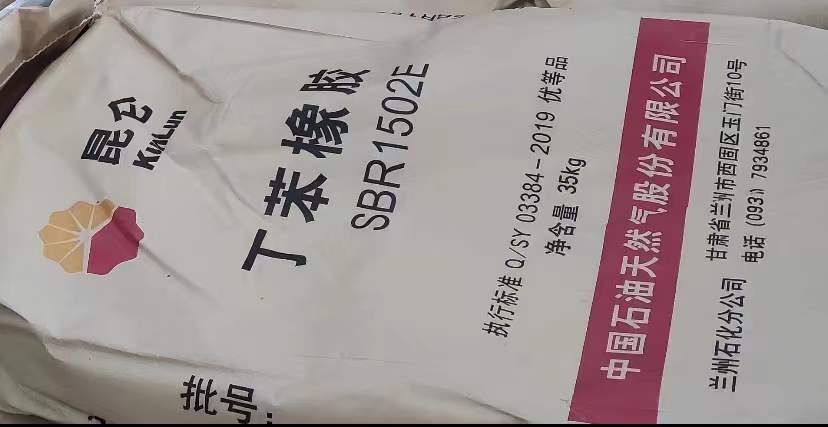 昆仑
KunLun
丁苯橡胶
SBR1502E
执行标准 Q/SY 03384-2019 优等品
净含量 35kg
中国石油天然气股份有限公司
兰州石化分公司 甘肃省兰州市西固区玉门街10号
电话 (0931) 7934861